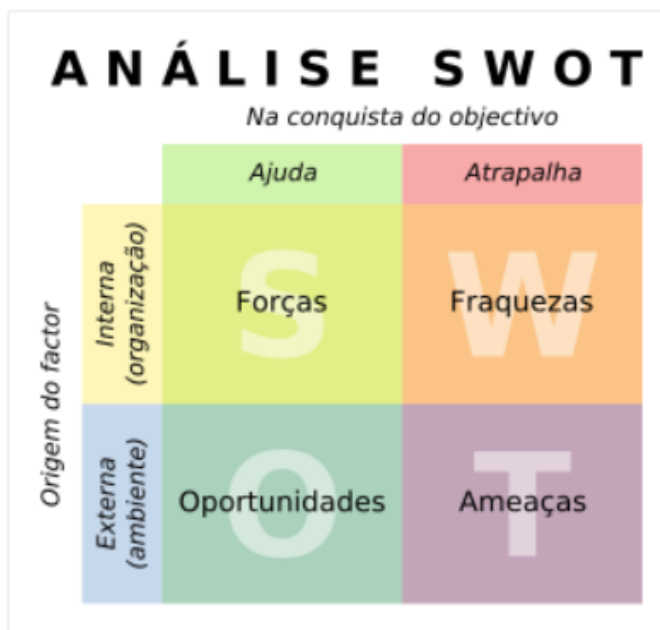 ANÁLISE SWOT
Na conquista do objectivo
Ajuda
Atrapalha
Origem do factor
Interna
(organização)
S
Forças
W
Fraquezas
Externa
(ambiente)
O
Oportunidades
T
Ameaças